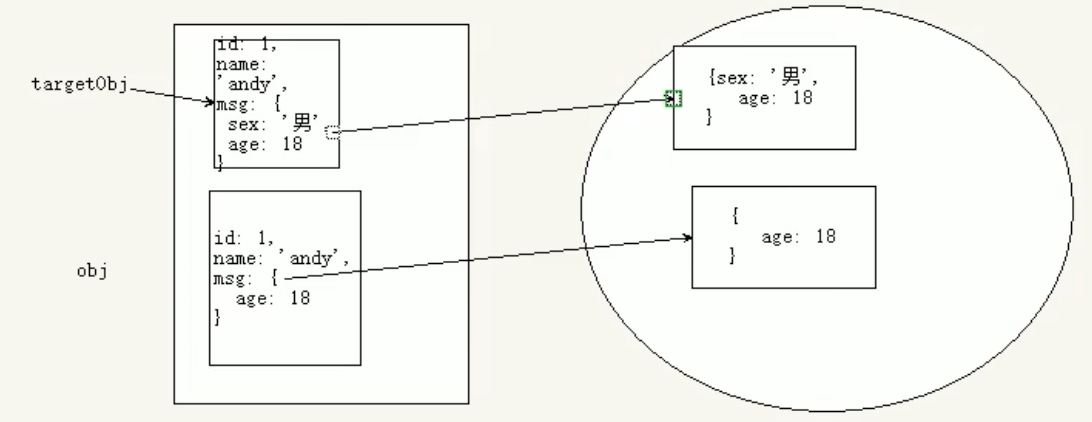 targetObj
id: 1,
name:
'andy',
msg: {
sex: '男'
age: 18
}
{sex: '男',
age: 18
}
obj
id: 1,
name: 'andy',
msg: {
age: 18
}
{
age: 18
}